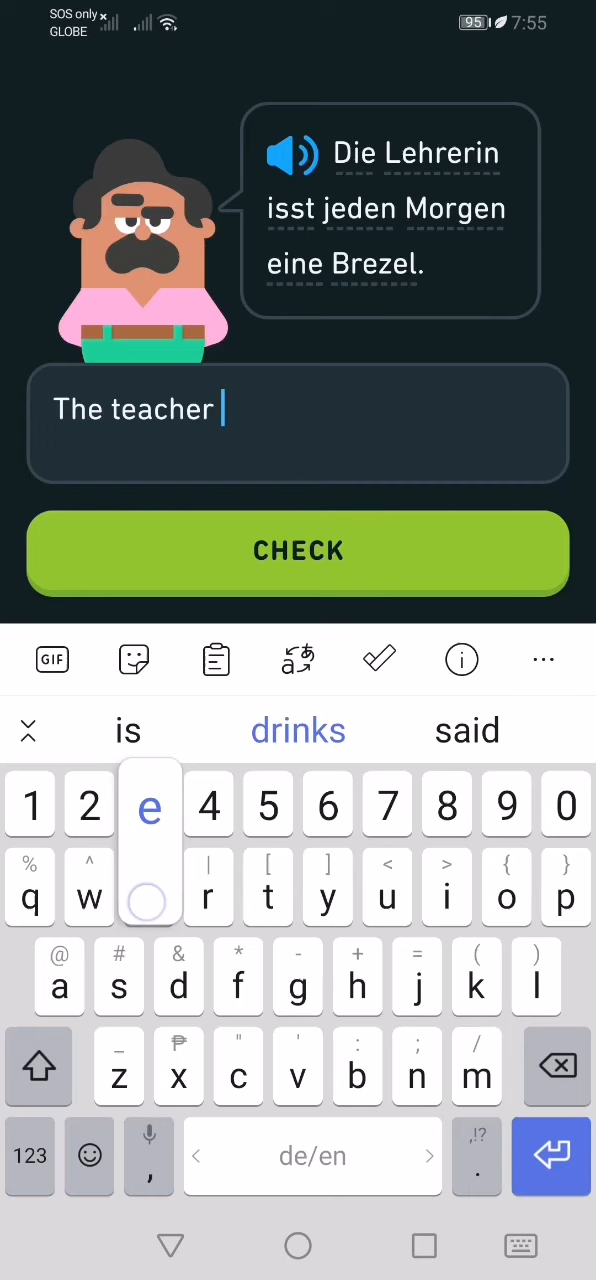 SOS only
GLOBE
95
7:55
Die Lehrerin
isst jeden Morgen
eine Brezel.
The teacher
CHECK
GIF
is drinks said
1 2 e 4 5 6 7 8 9 0
% ^ | [ ] < > { }
q w r t y u i o p
@ # & * - + = ( )
a s d f g h j k l
_ ₱ " ' : ; /
z x c v b n m
,!?
123 , de/en .